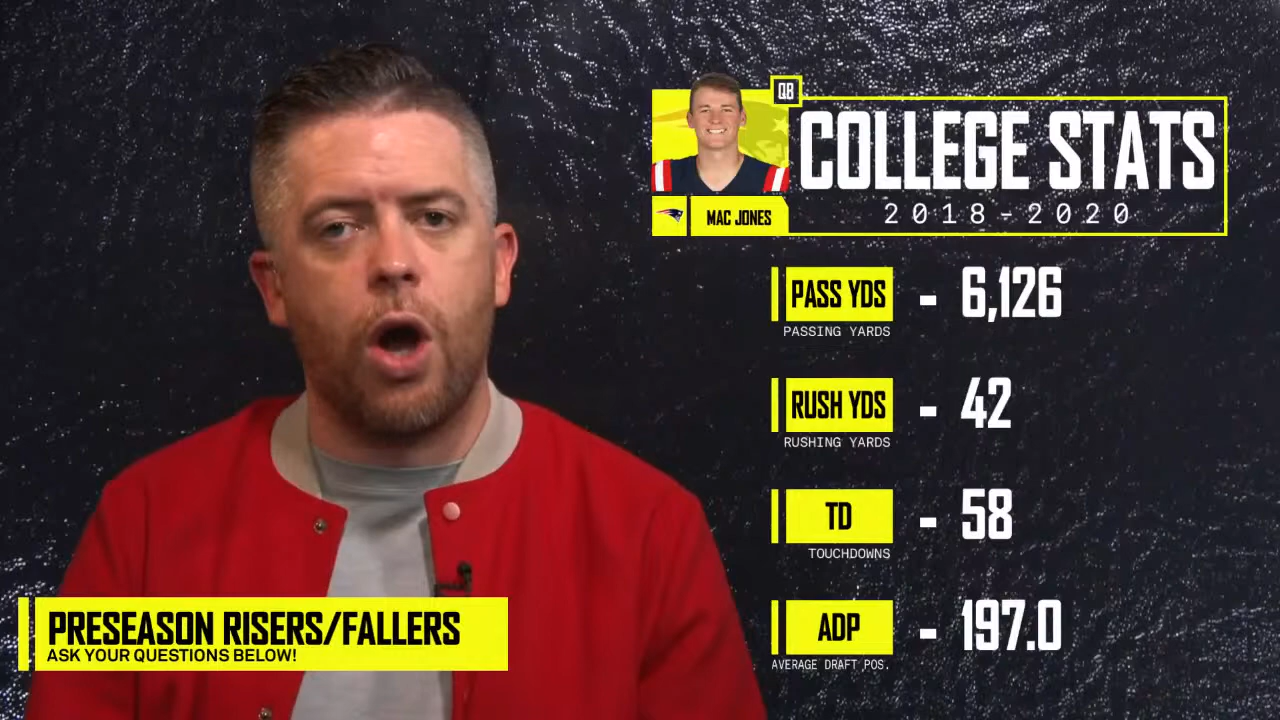 QB
COLLEGE STATS
2018-2020
MAC JONES
PASS YDS - 6,126
PASSING YARDS
RUSH YDS - 42
RUSHING YARDS
TD - 58
TOUCHDOWNS
ADP - 197.0
AVERAGE DRAFT POS.
PRESEASON RISERS/FALLERS
ASK YOUR QUESTIONS BELOW!